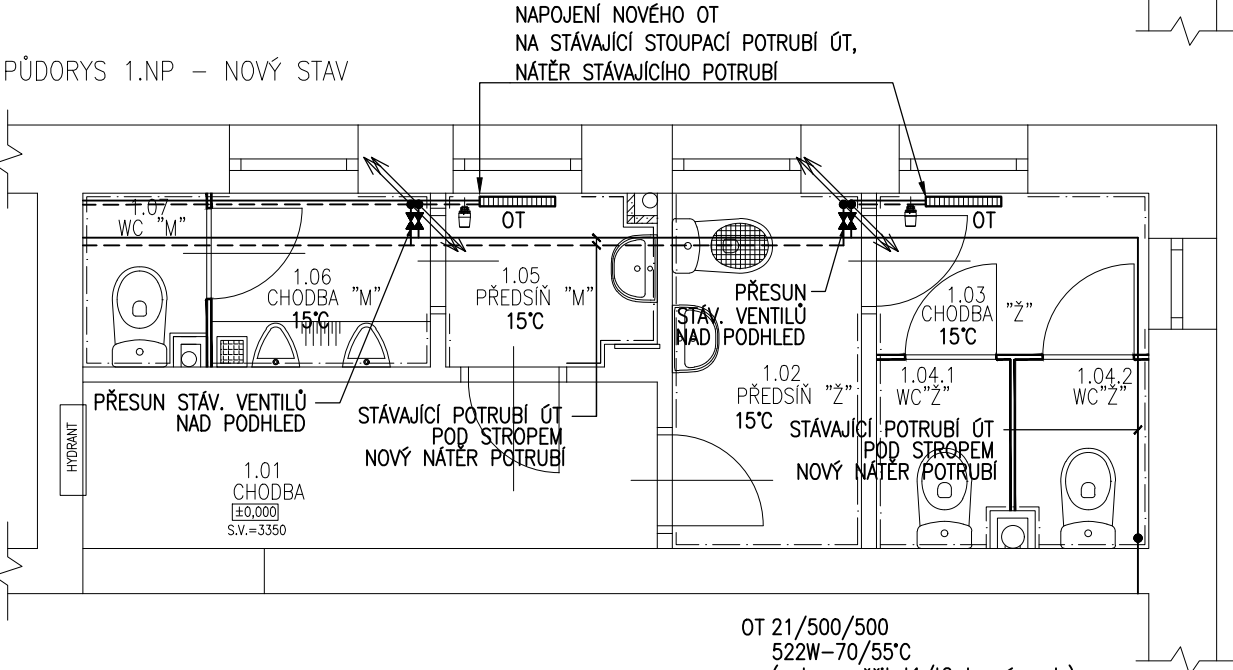 NAPOJENÍ NOVÉHO OT
NA STÁVAJÍCÍ STOUPACÍ POTRUBÍ ÚT,
NÁTĚR STÁVAJÍCÍHO POTRUBÍ
PŮDORYS 1.NP – NOVÝ STAV
1.07
WC "M"
OT
OT
1.06
CHODBA "M"
15°C
1.05
PŘEDSÍŇ "M"
15°C
PŘESUN
STÁV. VENTILŮ
NAD PODHLED
1.03
CHODBA "Ž"
15°C
1.02
PŘEDSÍŇ "Ž"
15°C
1.04.1
WC"Ž"
1.04.2
WC"Ž"
PŘESUN STÁV. VENTILŮ
NAD PODHLED
STÁVAJÍCÍ POTRUBÍ ÚT
POD STROPEM
NOVÝ NÁTĚR POTRUBÍ
STÁVAJÍCÍ POTRUBÍ ÚT
POD STROPEM
NOVÝ NÁTĚR POTRUBÍ
HYDRANT
1.01
CHODBA
±0,000
S.V.=3350
OT 21/500/500
522W–70/55°C